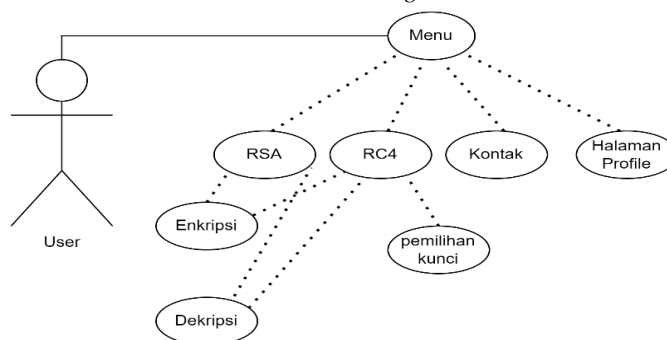 Menu
RSA
RC4
Kontak
Halaman
Profile
Enkripsi
User
pemilihan
kunci
Dekripsi